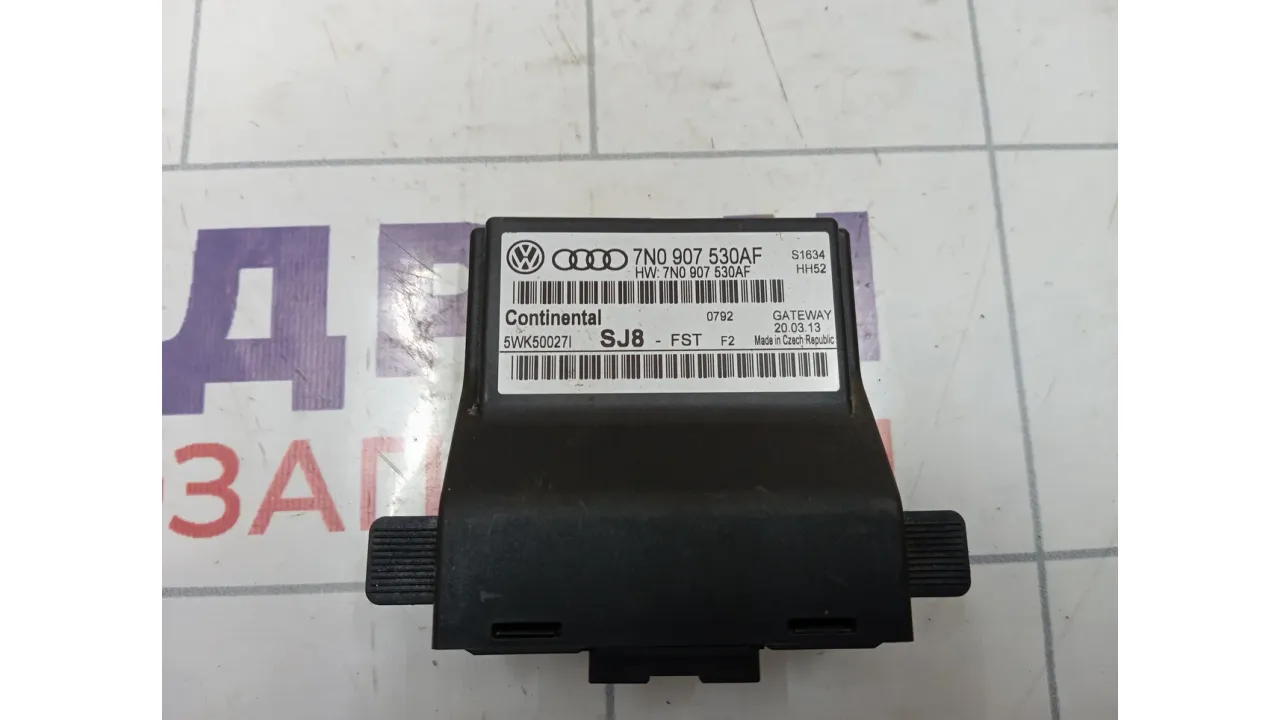 7N0 907 530AF S1634
HW: 7N0 907 530AF HH52
Continental 0792 GATEWAY
20.03.13
5WK50027I SJ8 - FST F2 Made in Czech Republic